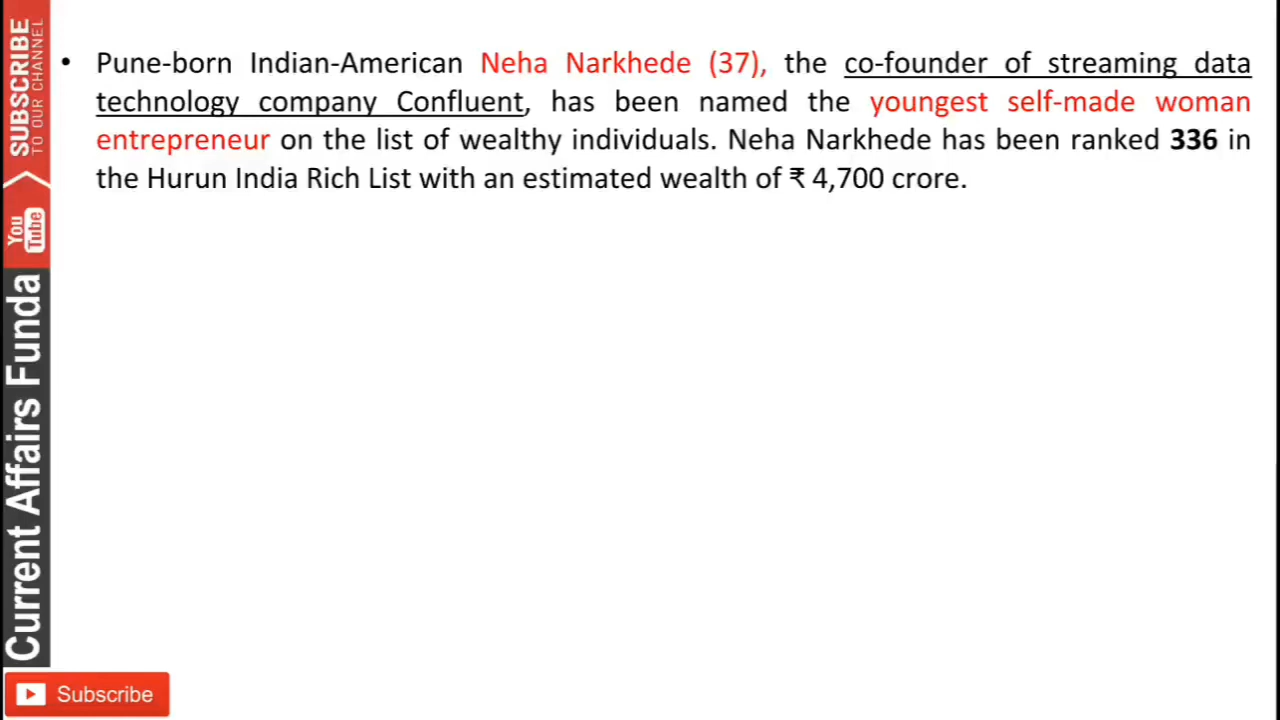 • Pune-born Indian-American Neha Narkhede (37), the co-founder of streaming data
technology company Confluent, has been named the youngest self-made woman
entrepreneur on the list of wealthy individuals. Neha Narkhede has been ranked 336 in
the Hurun India Rich List with an estimated wealth of ₹ 4,700 crore.
SUBSCRIBE
TO OUR CHANNEL
You
Tube
Current Affairs Funda
Subscribe